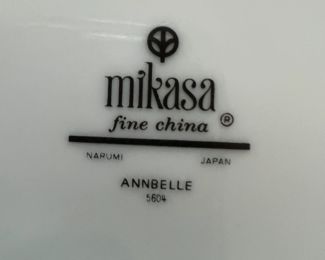 mikasa
fine china ®
NARUMI JAPAN
ANNBELLE
5604